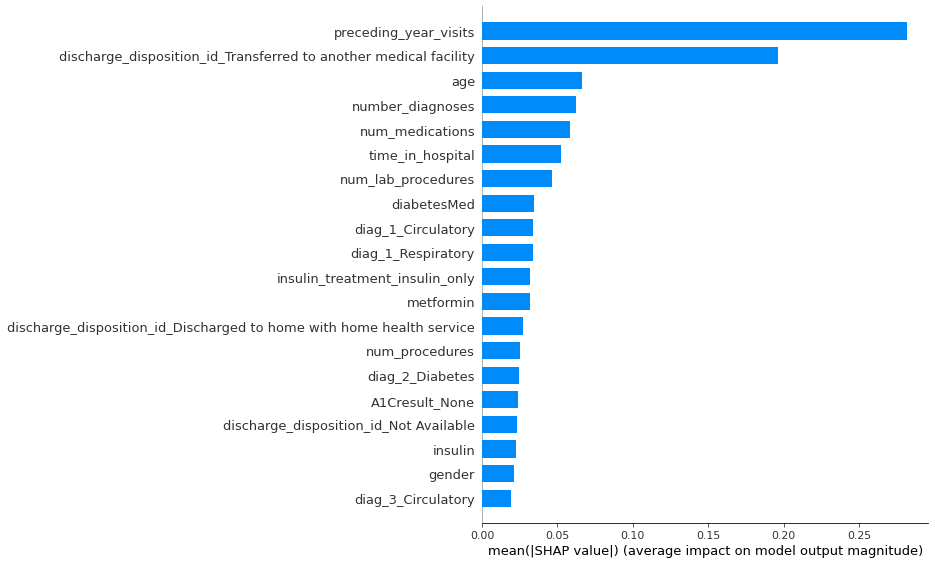 preceding_year_visits
discharge_disposition_id_Transferred to another medical facility
age
number_diagnoses
num_medications
time_in_hospital
num_lab_procedures
diabetesMed
diag_1_Circulatory
diag_1_Respiratory
insulin_treatment_insulin_only
metformin
discharge_disposition_id_Discharged to home with home health service
num_procedures
diag_2_Diabetes
A1Cresult_None
discharge_disposition_id_Not Available
insulin
gender
diag_3_Circulatory
0.00 0.05 0.10 0.15 0.20 0.25
mean(|SHAP value|) (average impact on model output magnitude)